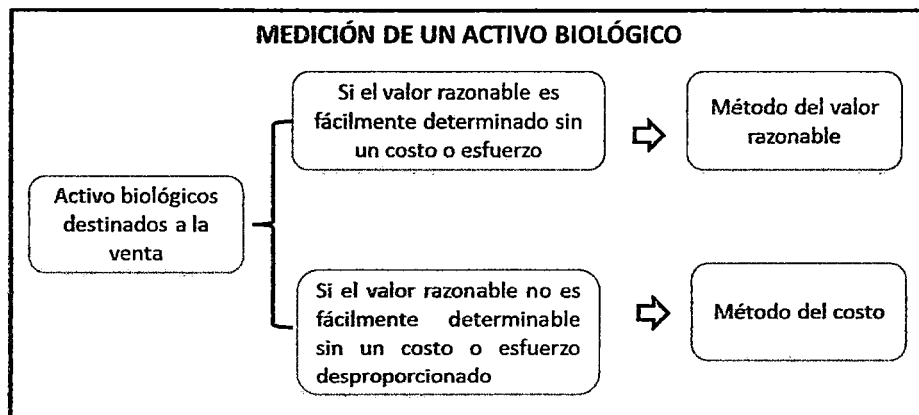 MEDICIÓN DE UN ACTIVO BIOLÓGICO
Si el valor razonable es
fácilmente determinado sin
un costo o esfuerzo
Método del valor
razonable
Activo biológicos
destinados a la
venta
Si el valor razonable no es
fácilmente determinable
sin un costo o esfuerzo
desproporcionado
Método del costo